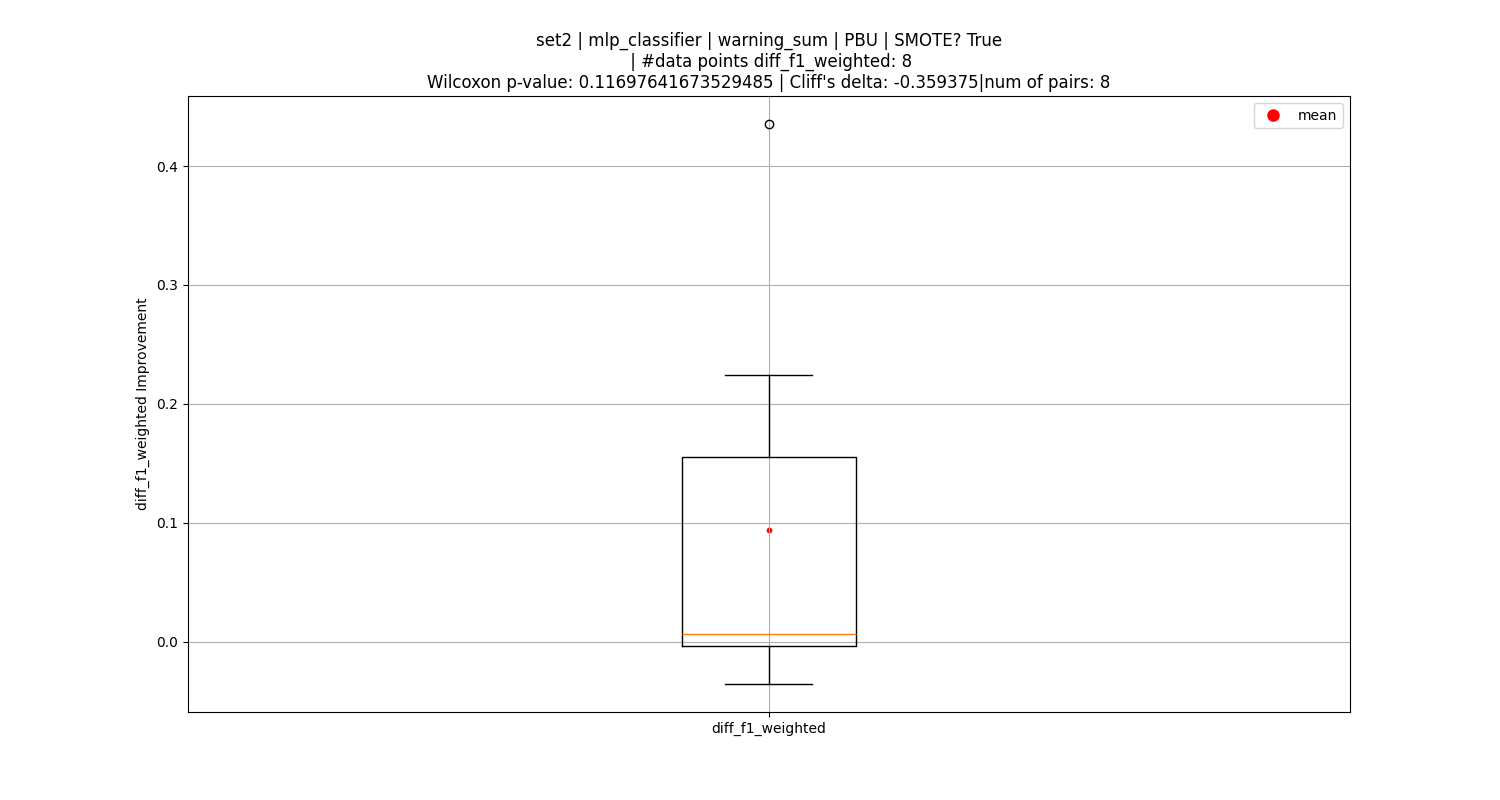 set2 | mlp_classifier | warning_sum | PBU | SMOTE? True
| #data points diff_f1_weighted: 8
Wilcoxon p-value: 0.11697641673529485 | Cliff's delta: -0.359375|num of pairs: 8
mean
0.4
0.3
0.2
0.1
0.0
diff_f1_weighted Improvement
diff_f1_weighted